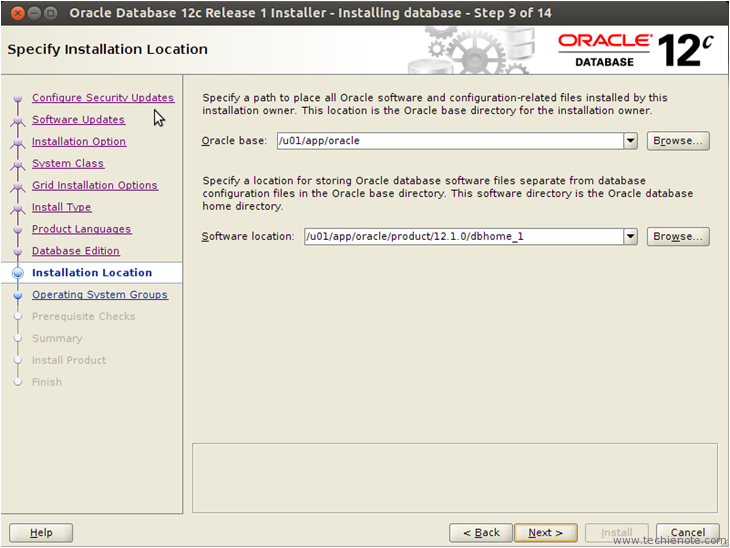 Oracle Database 12c Release 1 Installer - Installing database - Step 9 of 14
Specify Installation Location
ORACLE
DATABASE
12c
Configure Security Updates
Software Updates
Installation Option
System Class
Grid Installation Options
Install Type
Product Languages
Database Edition
Installation Location
Operating System Groups
Prerequisite Checks
Summary
Install Product
Finish
Specify a path to place all Oracle software and configuration-related files installed by this
installation owner. This location is the Oracle base directory for the installation owner.
Oracle base: /u01/app/oracle Browse...
Specify a location for storing Oracle database software files separate from database
configuration files in the Oracle base directory. This software directory is the Oracle database
home directory.
Software location: /u01/app/oracle/product/12.1.0/dbhome_1 Browse...
Help < Back Next > Install Cancel
www.techienote.com